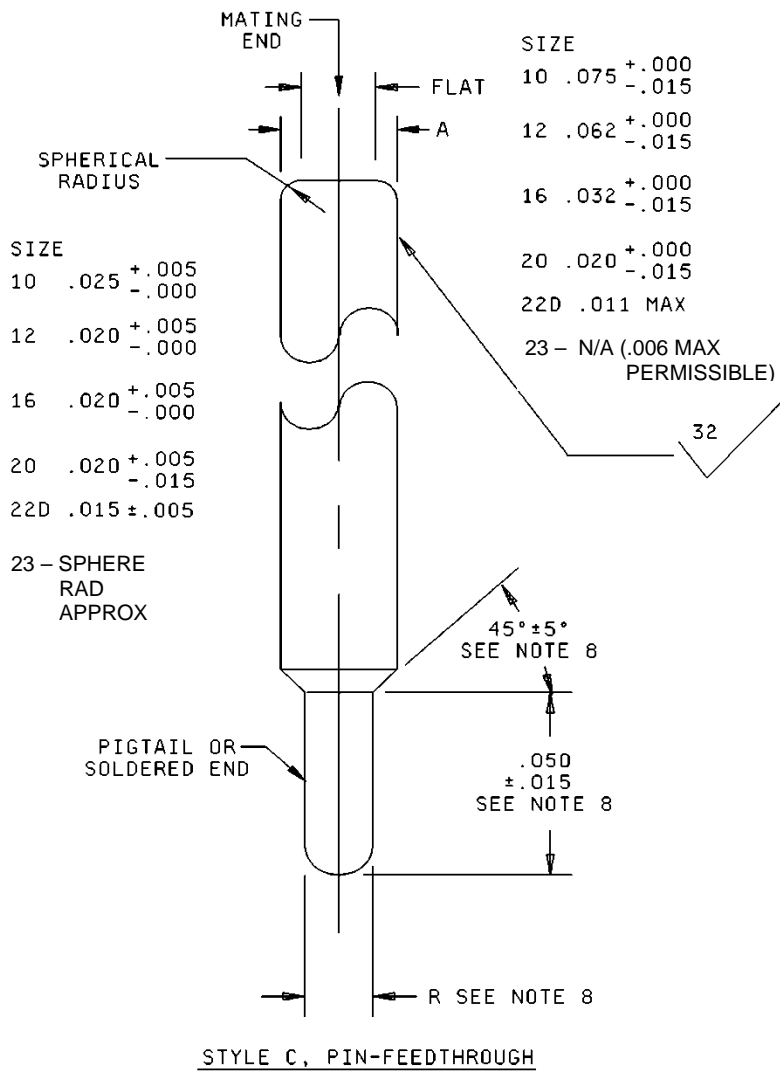 MATING
END
FLAT
A
SPHERICAL
RADIUS
SIZE
10 .025 +.005
-.000
12 .020 +.005
-.000
16 .020 +.005
-.000
20 .020 +.005
-.015
22D .015 ±.005
23 – SPHERE
RAD
APPROX
SIZE
10 .075 +.000
-.015
12 .062 +.000
-.015
16 .032 +.000
-.015
20 .020 +.000
-.015
22D .011 MAX
23 – N/A (.006 MAX
PERMISSIBLE)
32
45°±5°
SEE NOTE 8
PIGTAIL OR
SOLDERED END
.050
±.015
SEE NOTE 8
R SEE NOTE 8
STYLE C, PIN-FEEDTHROUGH